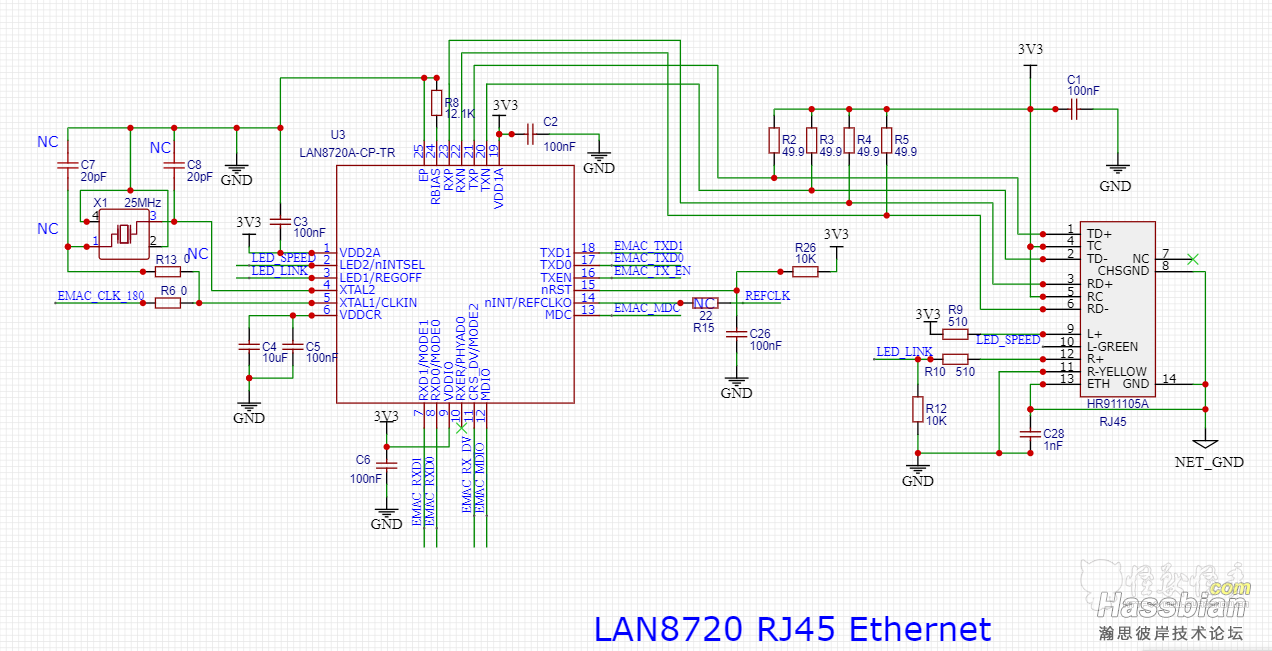 3V3
C1
100nF
GND
R2
49.9
R3
49.9
R4
49.9
R5
49.9
R8
12.1K
3V3
C2
100nF
GND
NC
C7
20pF
NC
C8
20pF
GND
U3
LAN8720A-CP-TR
25
24
23
22
21
20
19
EP
RBIAS
RXP
RXN
TXP
TXN
VDD1A
X1
25MHz
4
3
1
2
NC
NC
R13
0
EMAC_CLK_180
R6
0
3V3
C3
100nF
LED_SPEED
LED_LINK
1
VDD2A
2
LED2/nINTSEL
3
LED1/REGOFF
4
XTAL2
5
XTAL1/CLKIN
6
VDDCR
TXD1
18
EMAC_TXD1
TXD0
17
EMAC_TXD0
TXEN
16
EMAC_TX_EN
nRST
15
nINT/REFCLKO
14
MDC
13
EMAC_MDC
NC
22
R15
REFCLK
R26
10K
3V3
C26
100nF
GND
C4
10uF
C5
100nF
GND
RXD1/MODE1
RXD0/MODE0
VDDIO
RXER/PHYAD0
CRS_DV/MODE2
MDIO
7
8
9
10
11
12
3V3
C6
100nF
GND
EMAC_RXD1
EMAC_RXD0
EMAC_RX_DV
EMAC_MDIO
1
TD+
4
TC
2
TD-
3
RD+
5
RC
6
RD-
9
L+
10
L-GREEN
12
R+
11
R-YELLOW
13
ETH
NC
7
CHSGND
8
GND
14
HR911105A
RJ45
3V3
R9
510
LED_SPEED
LED_LINK
R10
510
R12
10K
GND
C28
1nF
NET_GND
LAN8720 RJ45 Ethernet
.com
Hassbian
瀚思彼岸技术论坛